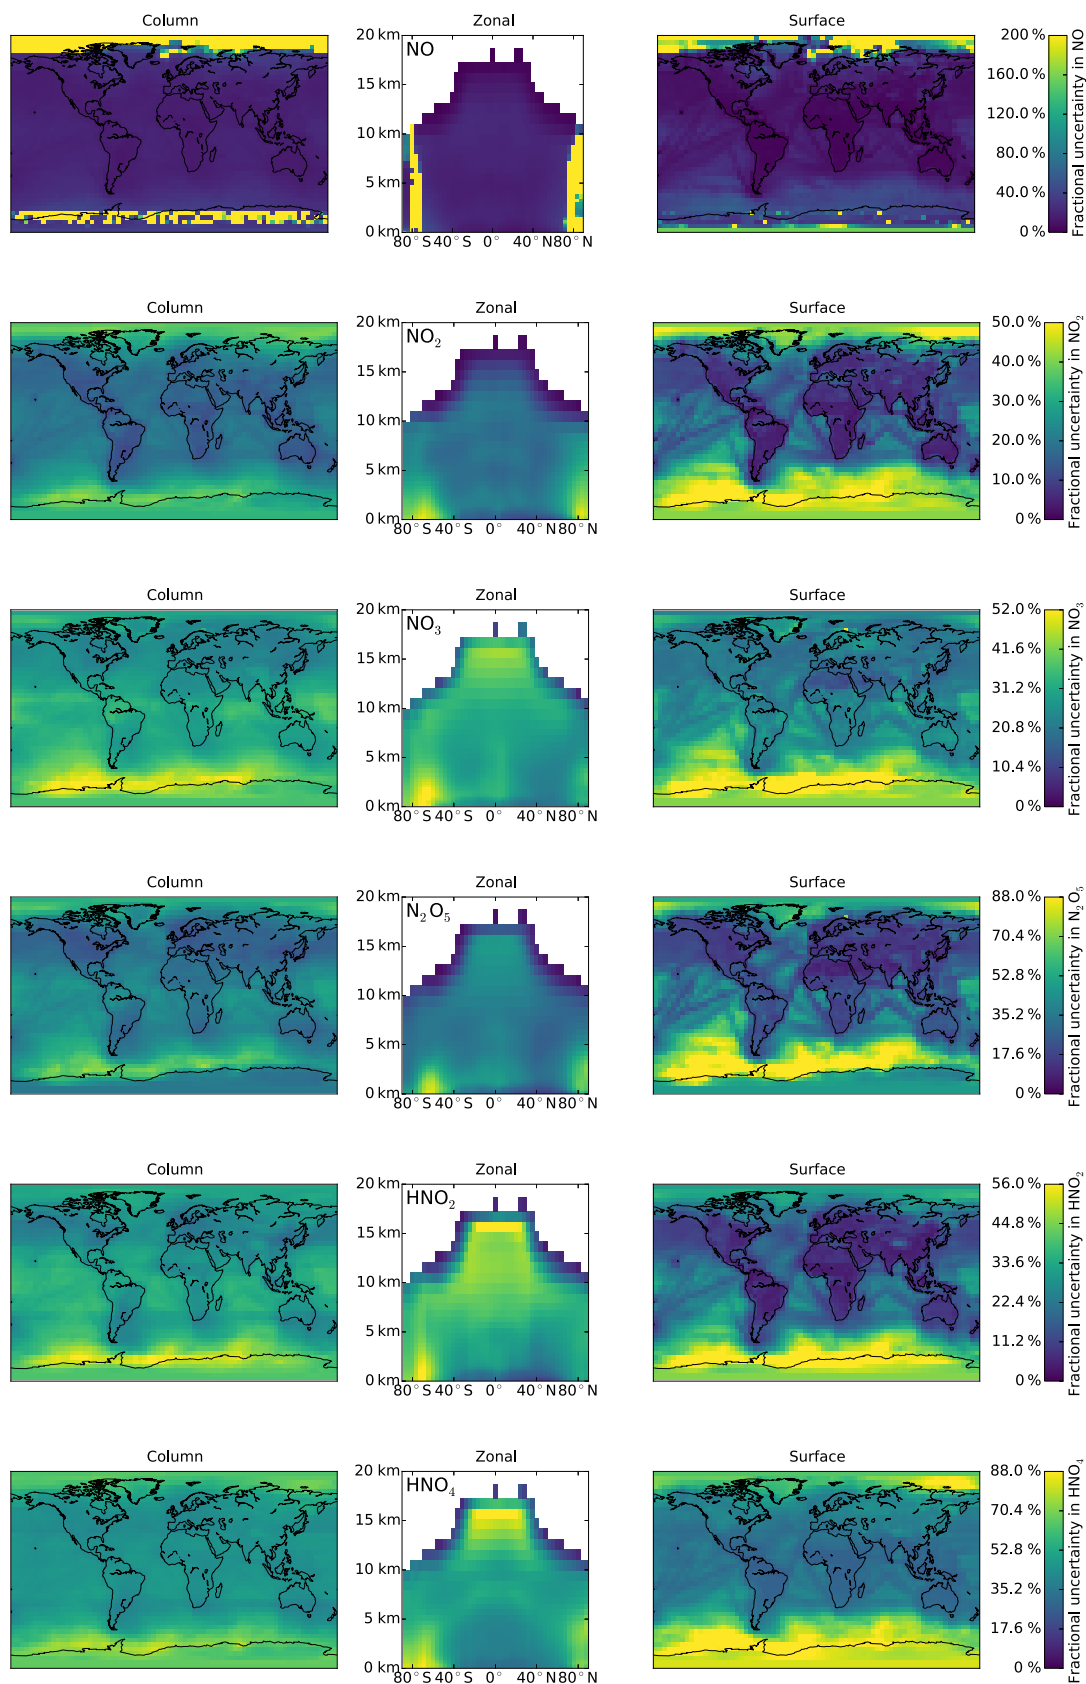 Column Zonal Surface
20 km NO 200 %
15 km 160.0 %
10 km 120.0 %
5 km 80.0 %
0 km 40.0 %
80° S 40° S 0° 40° N 80° N 0 %
Fractional uncertainty in NO
Column Zonal Surface
20 km NO₂ 50.0 %
15 km 40.0 %
10 km 30.0 %
5 km 20.0 %
0 km 10.0 %
80° S 40° S 0° 40° N 80° N 0 %
Fractional uncertainty in NO₂
Column Zonal Surface
20 km NO₃ 52.0 %
15 km 41.6 %
10 km 31.2 %
5 km 20.8 %
0 km 10.4 %
80° S 40° S 0° 40° N 80° N 0 %
Fractional uncertainty in NO₃
Column Zonal Surface
20 km N₂O₅ 88.0 %
15 km 70.4 %
10 km 52.8 %
5 km 35.2 %
0 km 17.6 %
80° S 40° S 0° 40° N 80° N 0 %
Fractional uncertainty in N₂O₅
Column Zonal Surface
20 km HNO₂ 56.0 %
15 km 44.8 %
10 km 33.6 %
5 km 22.4 %
0 km 11.2 %
80° S 40° S 0° 40° N 80° N 0 %
Fractional uncertainty in HNO₂
Column Zonal Surface
20 km HNO₄ 88.0 %
15 km 70.4 %
10 km 52.8 %
5 km 35.2 %
0 km 17.6 %
80° S 40° S 0° 40° N 80° N 0 %
Fractional uncertainty in HNO₄